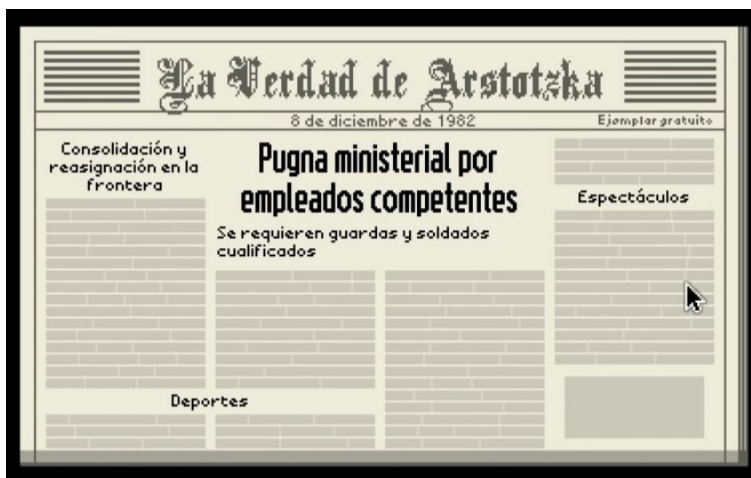 La Verdad de Arstotzka
8 de diciembre de 1982
Ejemplar gratuito
Consolidación y
reasignación en la
frontera
Pugna ministerial por
empleados competentes
Se requieren guardas y soldados
cualificados
Espectáculos
Deportes